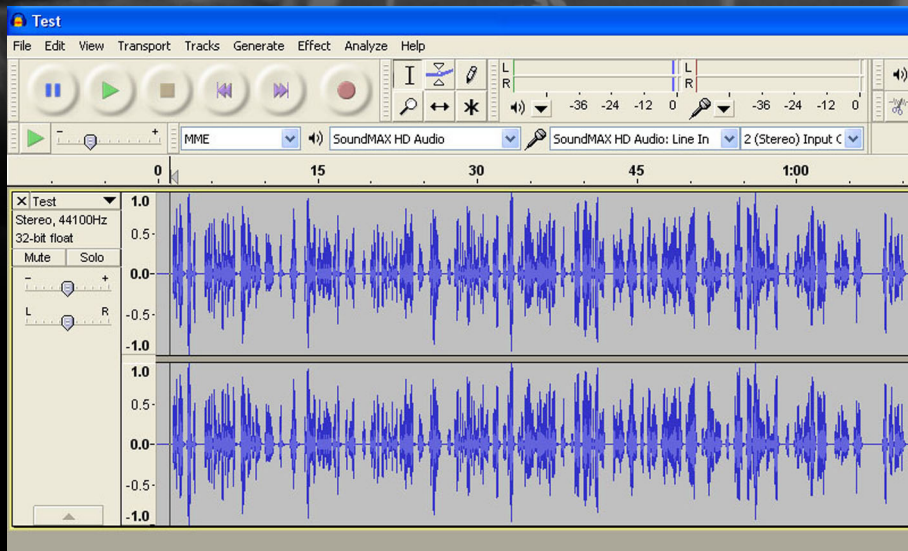 Test
File Edit View Transport Tracks Generate Effect Analyze Help
L
R
-36 -24 -12 0
L
R
-36 -24 -12 0
- +
MME
SoundMAX HD Audio
SoundMAX HD Audio: Line In
2 (Stereo) Input C
0 15 30 45 1:00
Test
Stereo, 44100Hz
32-bit float
Mute Solo
- +
L R
1.0
0.5-
0.0-
-0.5-
-1.0
1.0
0.5-
0.0-
-0.5-
-1.0